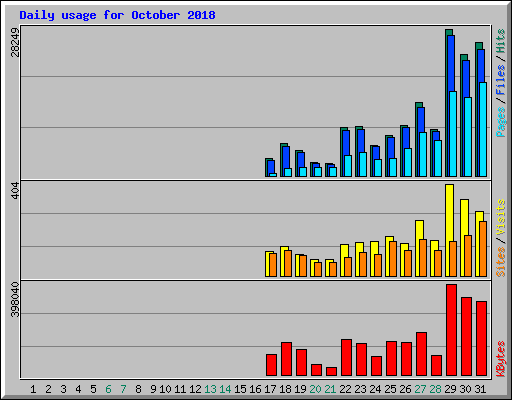 Daily usage for October 2018
28249
Pages / Files / Hits
404
Sites / Visits
398040
KBytes
1 2 3 4 5 6 7 8 9 10 11 12 13 14 15 16 17 18 19 20 21 22 23 24 25 26 27 28 29 30 31